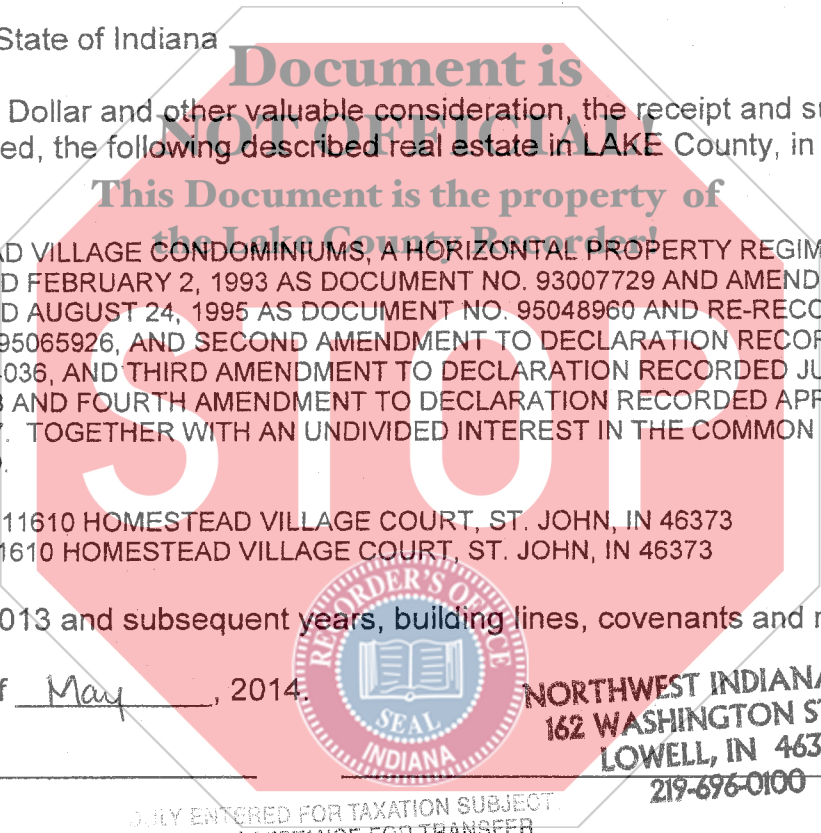 State of Indiana
Document is
Dollar and other valuable consideration, the receipt and su
NOT OFFICIAL!
ed, the following described real estate in LAKE County, in
This Document is the property of
the Lake County Recorder!
AD VILLAGE CONDOMINIUMS, A HORIZONTAL PROPERTY REGIM
D FEBRUARY 2, 1993 AS DOCUMENT NO. 93007729 AND AMEND
D AUGUST 24, 1995 AS DOCUMENT NO. 95048960 AND RE-RECO
95065926, AND SECOND AMENDMENT TO DECLARATION RECOR
036, AND THIRD AMENDMENT TO DECLARATION RECORDED JU
AND FOURTH AMENDMENT TO DECLARATION RECORDED APR
TOGETHER WITH AN UNDIVIDED INTEREST IN THE COMMON
STOP
11610 HOMESTEAD VILLAGE COURT, ST. JOHN, IN 46373
1610 HOMESTEAD VILLAGE COURT, ST. JOHN, IN 46373
013 and subsequent years, building lines, covenants and r
f May, 2014.
RECORDER'S OFFICE
SEAL
INDIANA
NORTHWEST INDIANA
162 WASHINGTON S
LOWELL, IN 463
219-696-0100
ENTERED FOR TAXATION SUBJECT
FOR TRANSFER